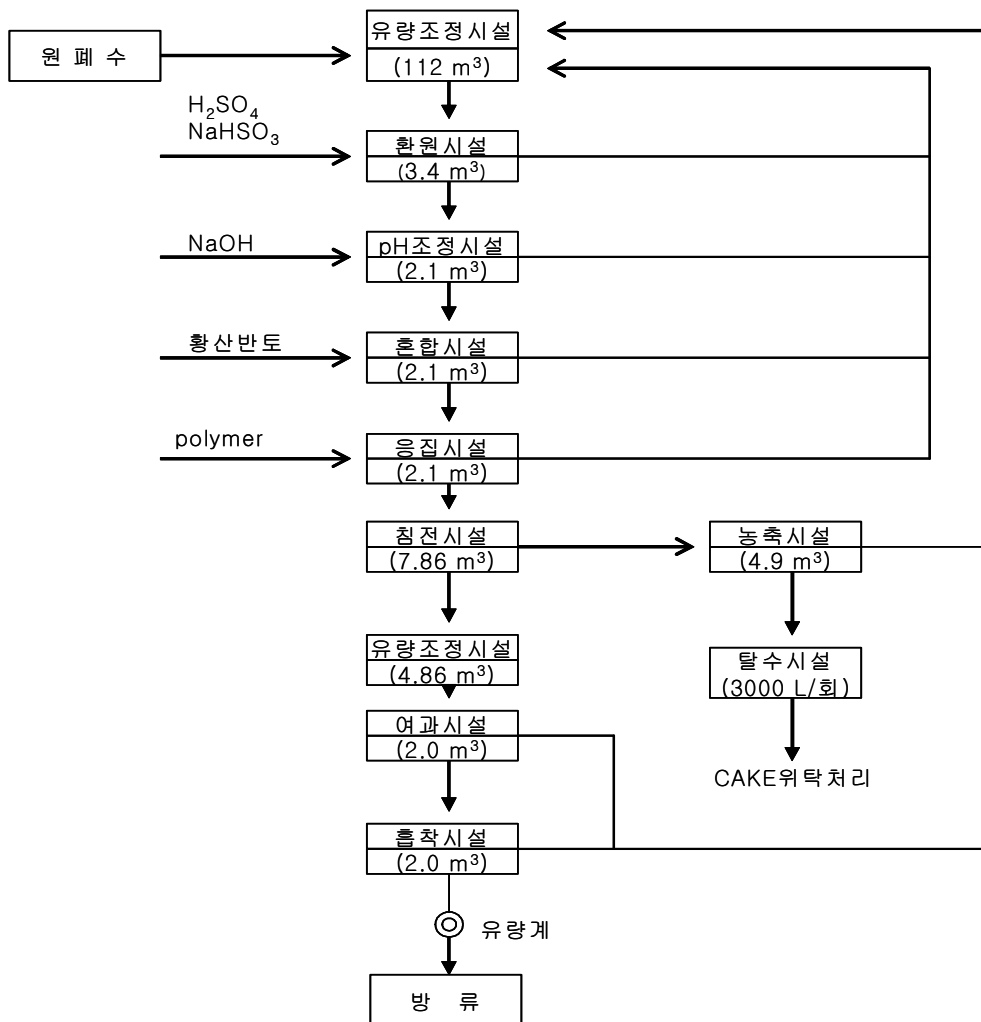 유량조정시설
(112 m³)
원 폐 수
H₂SO₄
NaHSO₃
환원시설
(3.4 m³)
NaOH
pH조정시설
(2.1 m³)
황산반토
혼합시설
(2.1 m³)
polymer
응집시설
(2.1 m³)
침전시설
(7.86 m³)
농축시설
(4.9 m³)
유량조정시설
(4.86 m³)
탈수시설
(3000 L/회)
여과시설
(2.0 m³)
CAKE위탁처리
흡착시설
(2.0 m³)
유량계
방 류